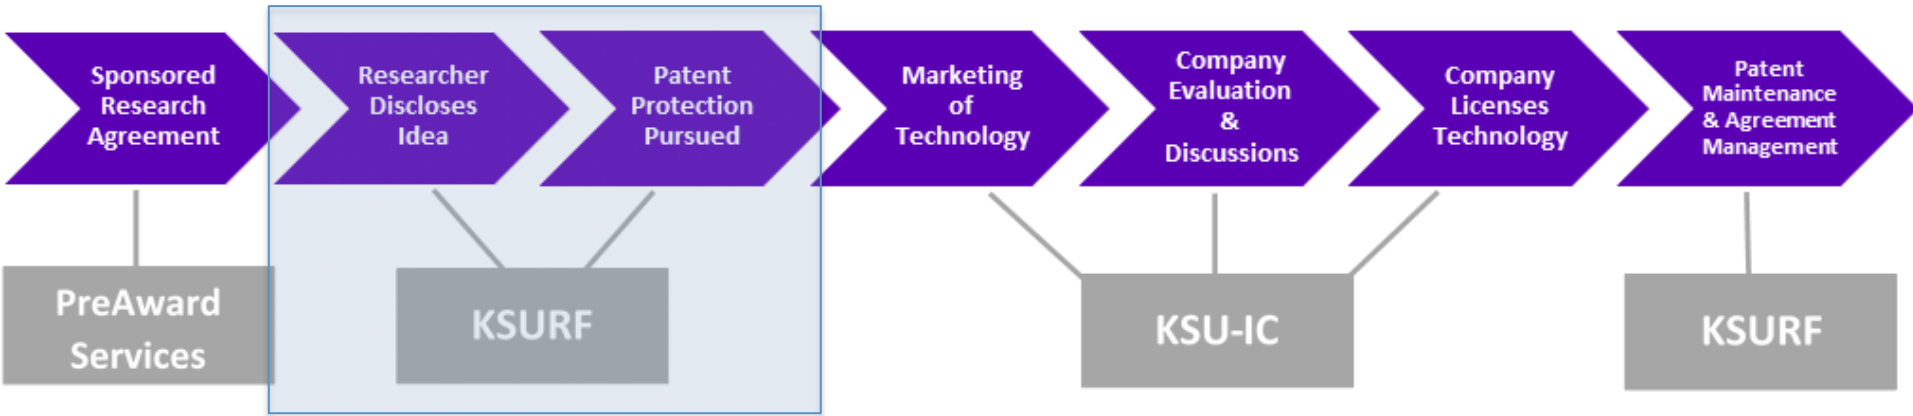 Sponsored
Research
Agreement
Researcher
Discloses
Idea
Patent
Protection
Pursued
Marketing
of
Technology
Company
Evaluation
&
Discussions
Company
Licenses
Technology
Patent
Maintenance
& Agreement
Management
PreAward
Services
KSURF
KSU-IC
KSURF